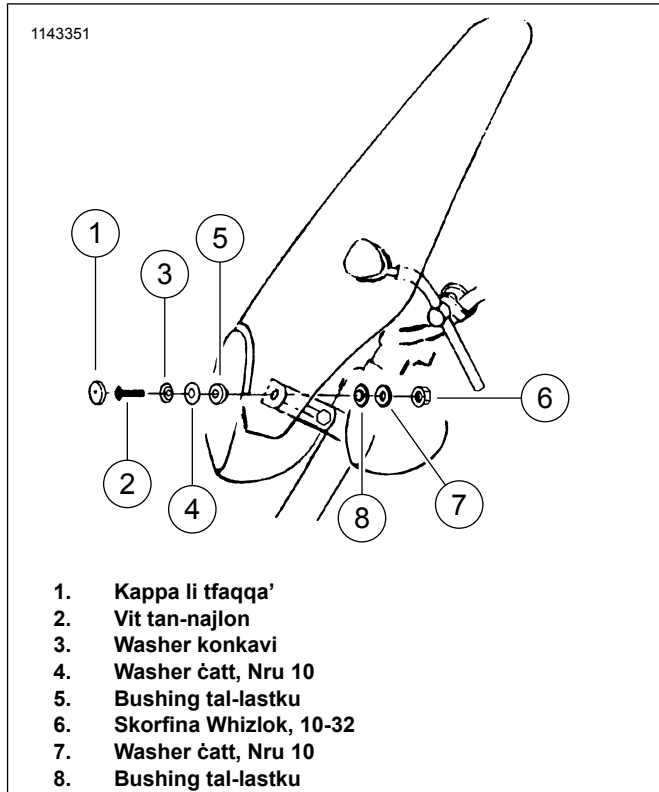 1143351
1
3
5
2
4
6
7
8
1. Kappa li tfaqqa’
2. Vit tan-najlon
3. Washer konkavi
4. Washer ċatt, Nru 10
5. Bushing tal-lastku
6. Skorfina Whizlok, 10-32
7. Washer ċatt, Nru 10
8. Bushing tal-lastku